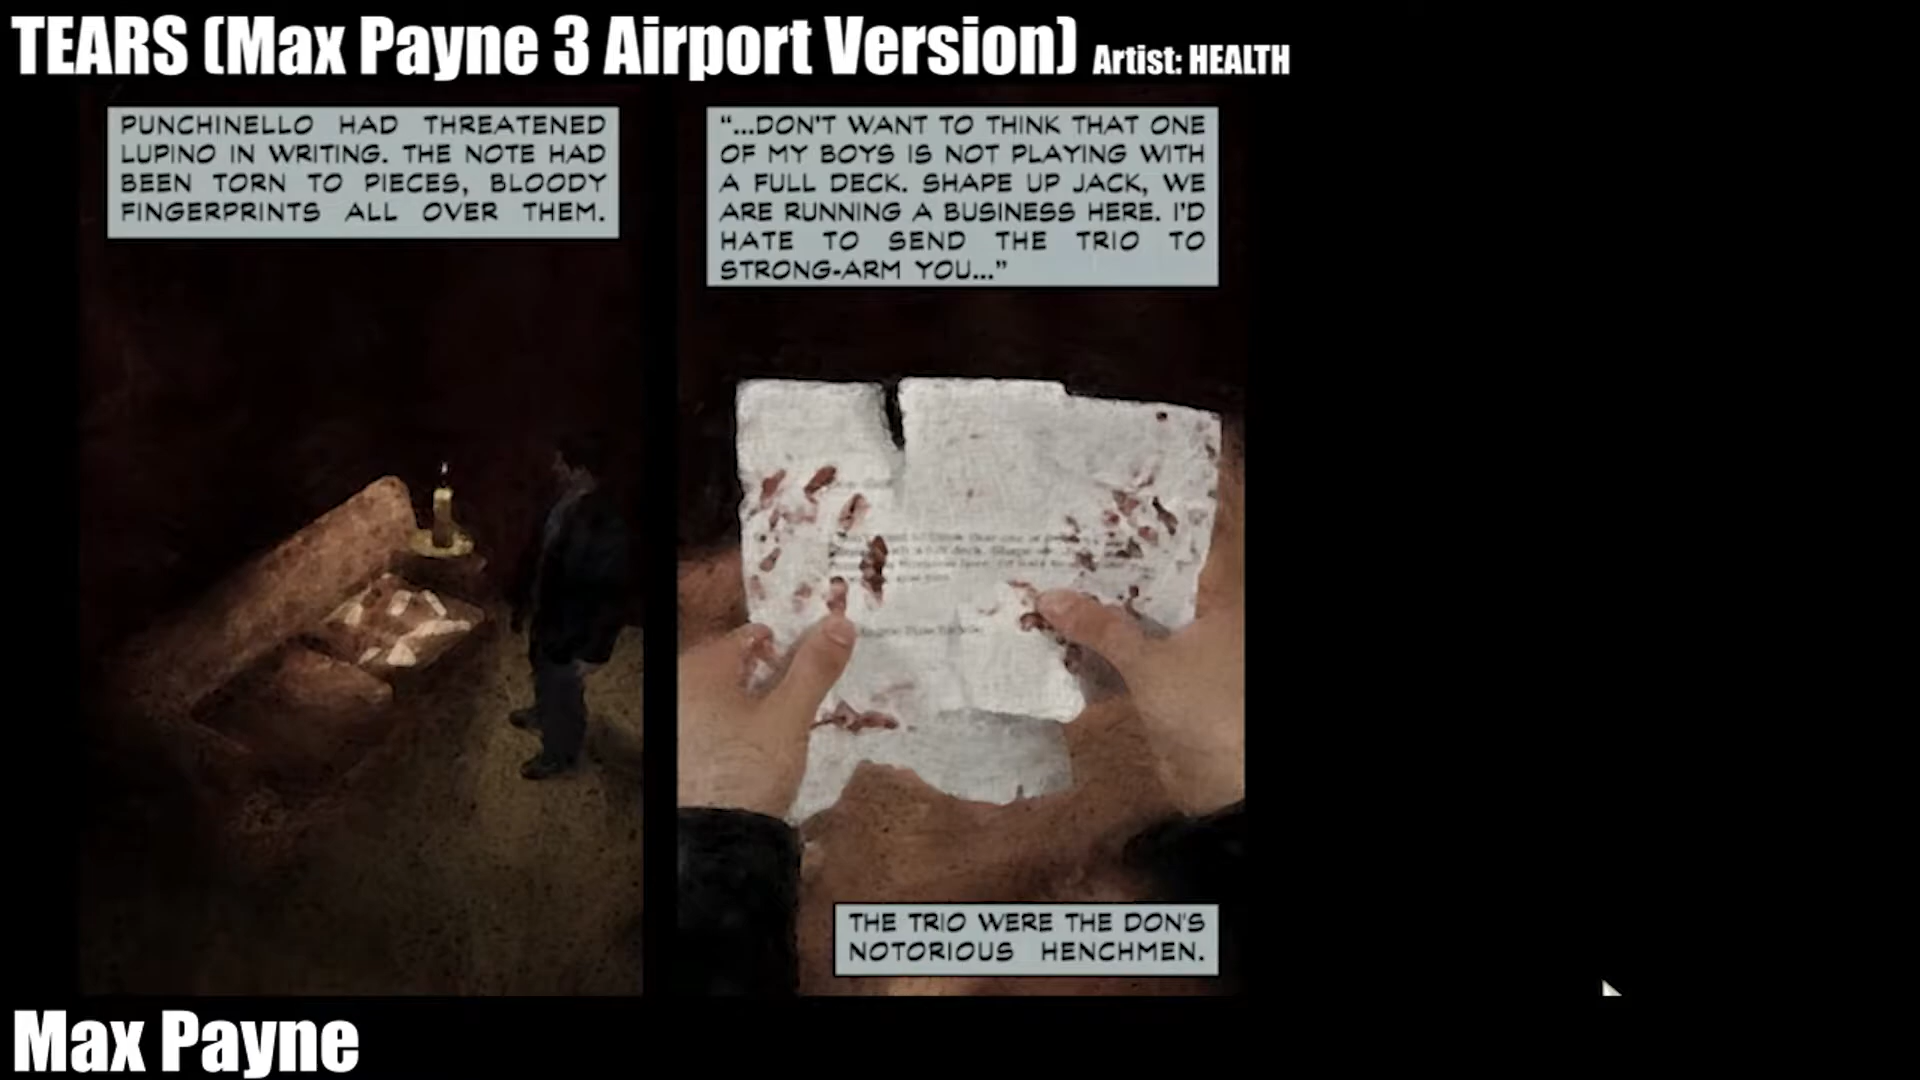 TEARS (Max Payne 3 Airport Version) Artist: HEALTH
PUNCHINELLO HAD THREATENED
LUPINO IN WRITING. THE NOTE HAD
BEEN TORN TO PIECES, BLOODY
FINGERPRINTS ALL OVER THEM.
“...DON'T WANT TO THINK THAT ONE
OF MY BOYS IS NOT PLAYING WITH
A FULL DECK. SHAPE UP JACK, WE
ARE RUNNING A BUSINESS HERE. I'D
HATE TO SEND THE TRIO TO
STRONG-ARM YOU...”
THE TRIO WERE THE DON'S
NOTORIOUS HENCHMEN.
Max Payne